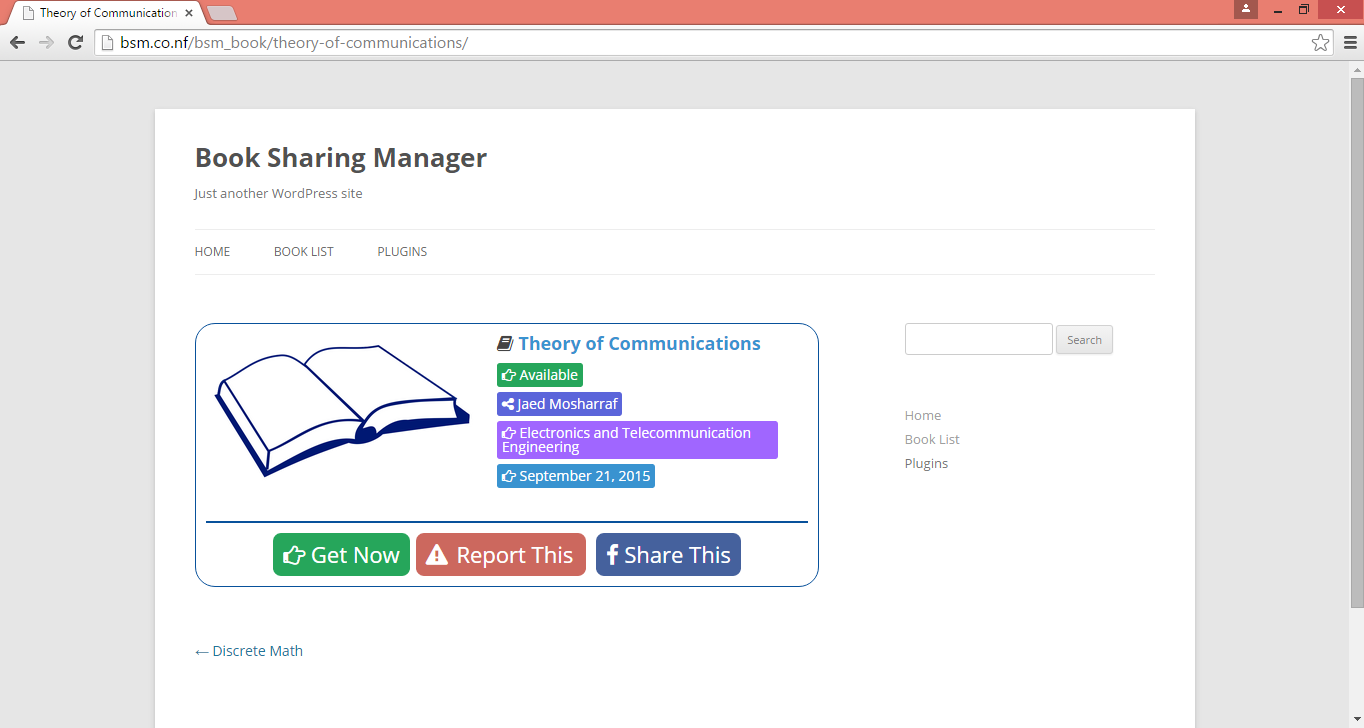 Theory of Communication
bsm.co.nf/bsm_book/theory-of-communications/
Book Sharing Manager
Just another WordPress site
HOME BOOK LIST PLUGINS
Theory of Communications
Available
Jaed Mosharraf
Electronics and Telecommunication
Engineering
September 21, 2015
Get Now Report This Share This
← Discrete Math
Search
Home
Book List
Plugins